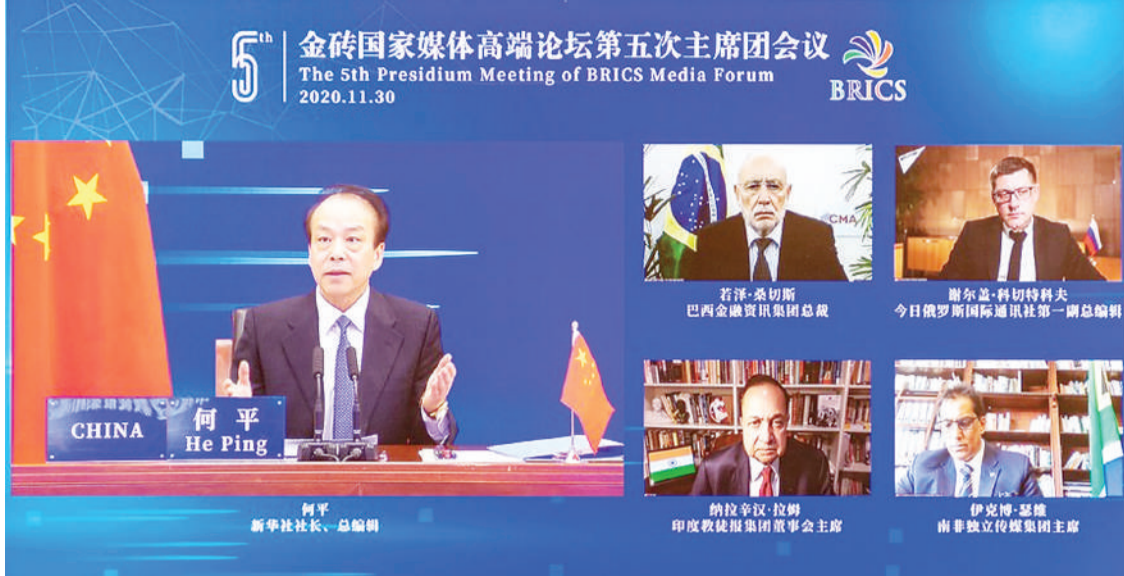 5th
金砖国家媒体高端论坛第五次主席团会议
The 5th Presidium Meeting of BRICS Media Forum
2020.11.30
BRICS
CMA
若泽·桑切斯
巴西金融资讯集团总裁
谢尔盖·科切特科夫
今日俄罗斯国际通讯社第一副总编辑
CHINA
何 平
He Ping
何平
新华社社长、总编辑
纳拉辛汉·拉姆
印度教徒报集团董事会主席
伊克博·瑟维
南非独立传媒集团主席